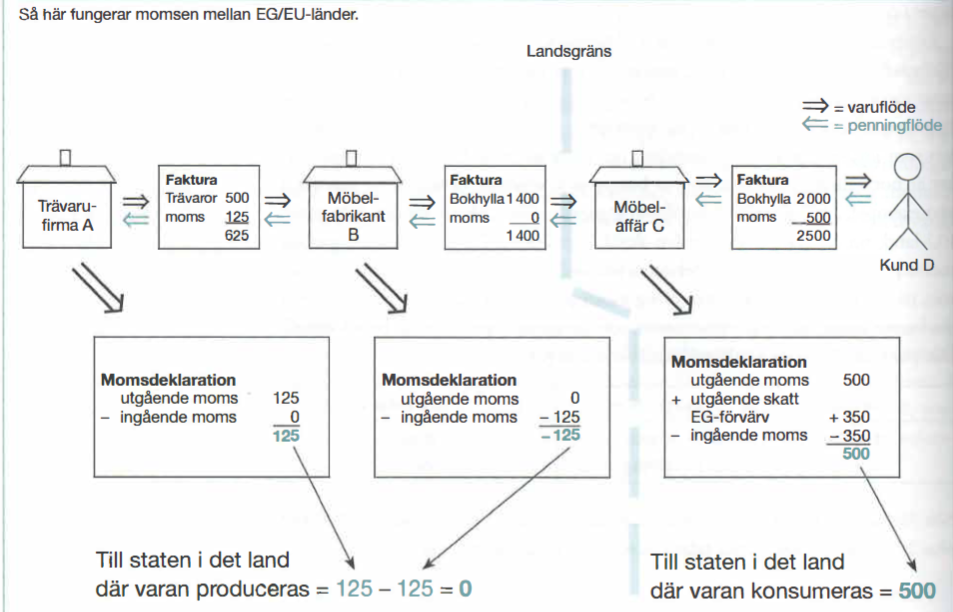 Så här fungerar momsen mellan EG/EU-länder.
Landsgräns
⇒ = varuflöde
⇐ = penningflöde
Trävaru-
firma A
Faktura
Trävaror 500
moms 125
625
Möbel-
fabrikant
B
Faktura
Bokhylla 1 400
moms 0
1 400
Möbel-
affär C
Faktura
Bokhylla 2 000
moms 500
2500
Kund D
Momsdeklaration
utgående moms 125
– ingående moms 0
125
Momsdeklaration
utgående moms 0
– ingående moms – 125
– 125
Momsdeklaration
utgående moms 500
+ utgående skatt
EG-förvärv + 350
– ingående moms – 350
500
Till staten i det land
där varan produceras = 125 – 125 = 0
Till staten i det land
där varan konsumeras = 500